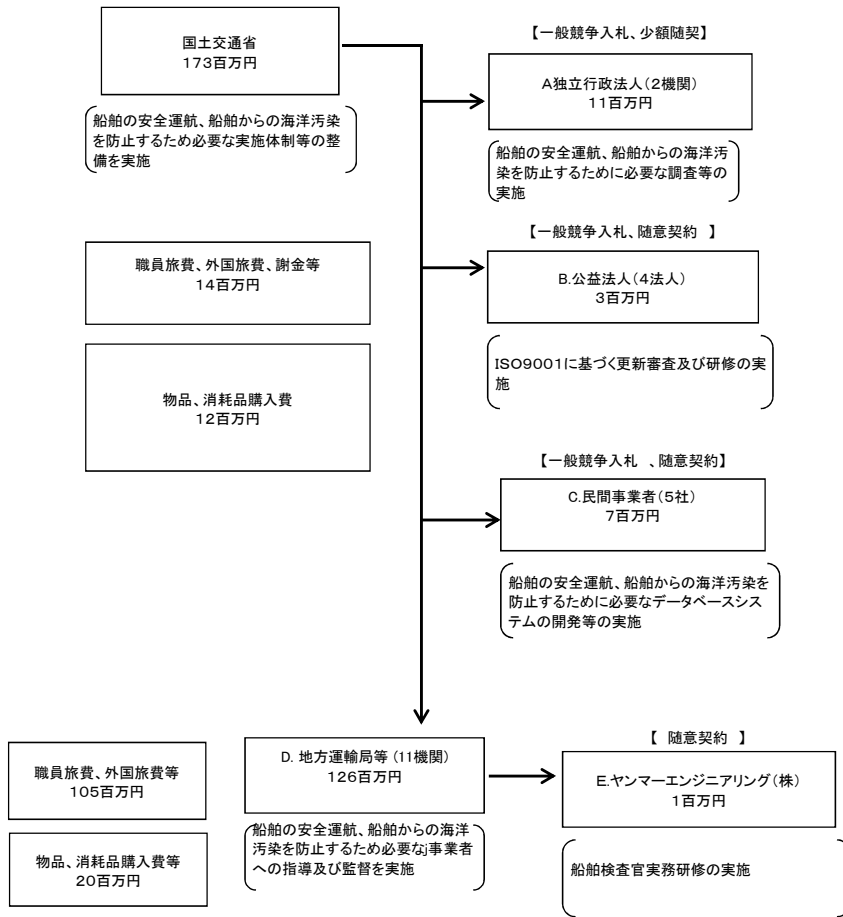 国土交通省
173百万円
船舶の安全運航、船舶からの海洋汚染
を防止するため必要な実施体制等の整
備を実施
【一般競争入札、少額随契】
A独立行政法人（2機関）
11百万円
船舶の安全運航、船舶からの海洋汚
染を防止するために必要な調査等の
実施
職員旅費、外国旅費、謝金等
14百万円
【一般競争入札、随意契約　】
B.公益法人（4法人）
3百万円
ISO9001に基づく更新審査及び研修の実
施
物品、消耗品購入費
12百万円
【一般競争入札　、随意契約】
C.民間事業者（5社）
7百万円
船舶の安全運航、船舶からの海洋汚染を
防止するために必要なデータベースシス
テムの開発等の実施
職員旅費、外国旅費等
105百万円
物品、消耗品購入費等
20百万円
D. 地方運輸局等 (11機関)
126百万円
船舶の安全運航、船舶からの海洋
汚染を防止するため必要なj事業者
への指導及び監督を実施
【　随意契約　】
E.ヤンマーエンジニアリング（株）
1百万円
船舶検査官実務研修の実施